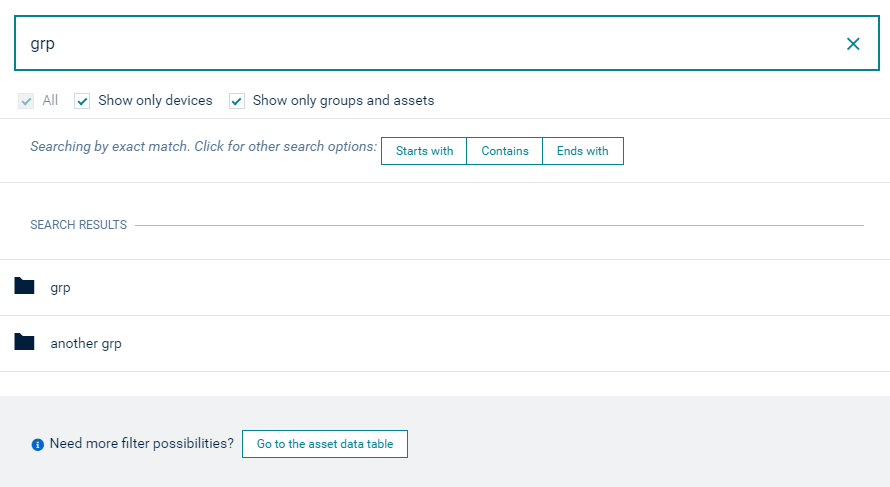 grp
All Show only devices Show only groups and assets
Searching by exact match. Click for other search options: Starts with Contains Ends with
SEARCH RESULTS
grp
another grp
Need more filter possibilities? Go to the asset data table